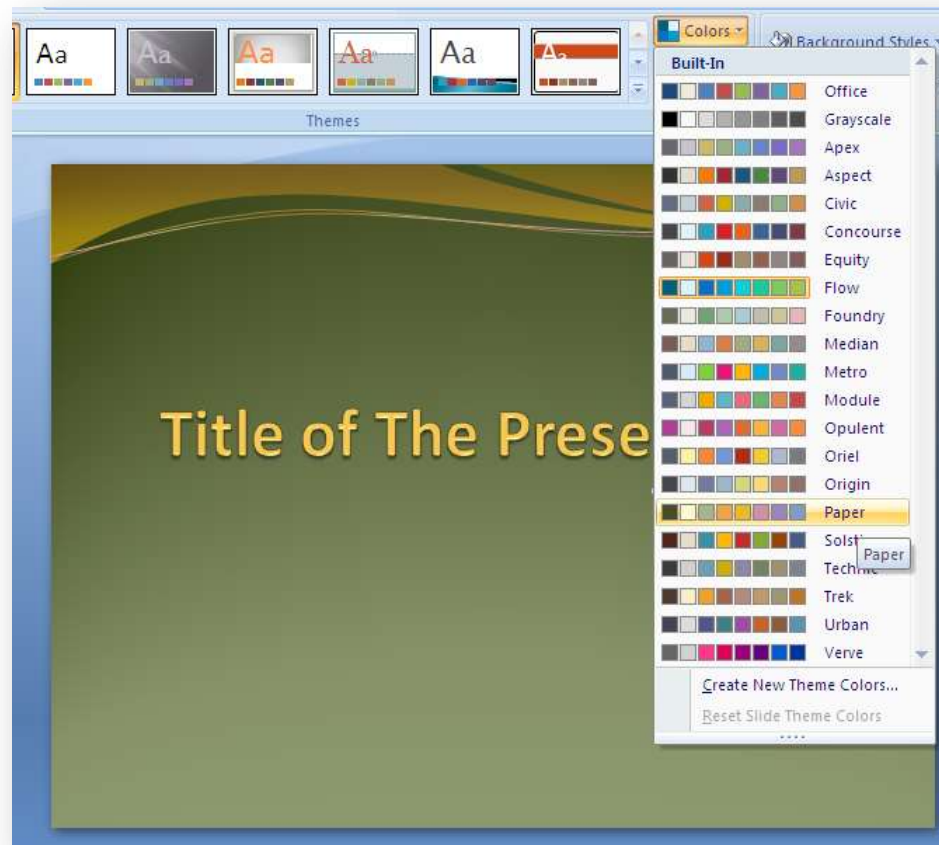 Colors
Background Styles
Aa
Aa
Aa
Aa
Aa
Aa
Themes
Built-In
Office
Grayscale
Apex
Aspect
Civic
Concourse
Equity
Flow
Foundry
Median
Metro
Module
Opulent
Oriel
Origin
Paper
Paper
Trek
Urban
Verve
Create New Theme Colors...
Reset Slide Theme Colors
Title of The Prese